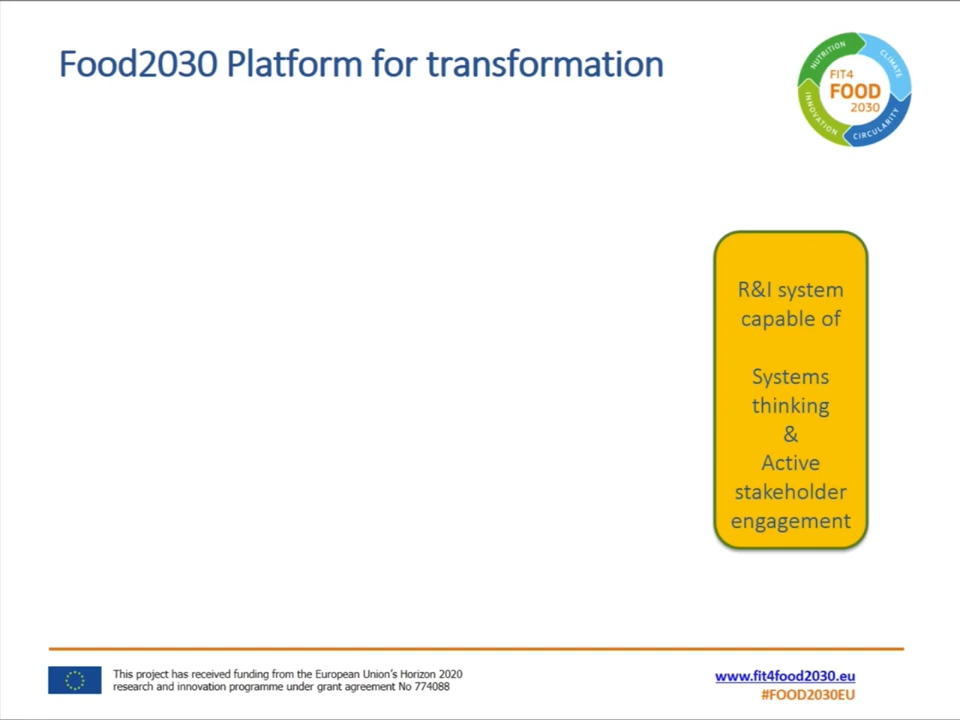 Food2030 Platform for transformation
NUTRITION
CLIMATE
CIRCULARITY
INNOVATION
FIT4
FOOD
2030
R&I system
capable of
Systems
thinking
&
Active
stakeholder
engagement
This project has received funding from the European Union's Horizon 2020
research and innovation programme under grant agreement No 774088
www.fit4food2030.eu
#FOOD2030EU